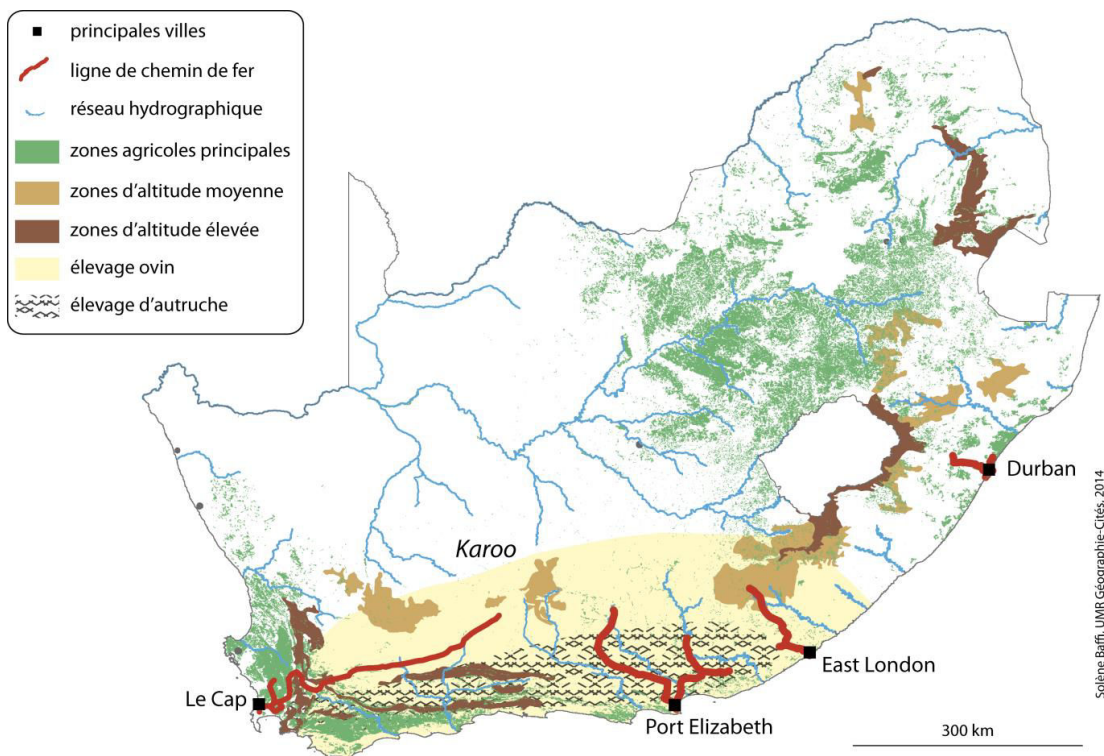 principales villes
ligne de chemin de fer
réseau hydrographique
zones agricoles principales
zones d'altitude moyenne
zones d'altitude élevée
élevage ovin
élevage d'autruche
Karoo
Durban
East London
Le Cap
Port Elizabeth
300 km
Solène Baffi, UMR Géographie-Cités, 2014